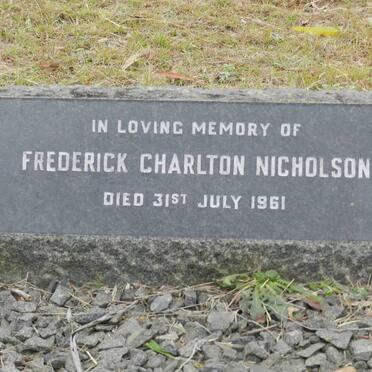 IN LOVING MEMORY OF
FREDERICK CHARLTON NICHOLSON
DIED 31ST JULY 1961